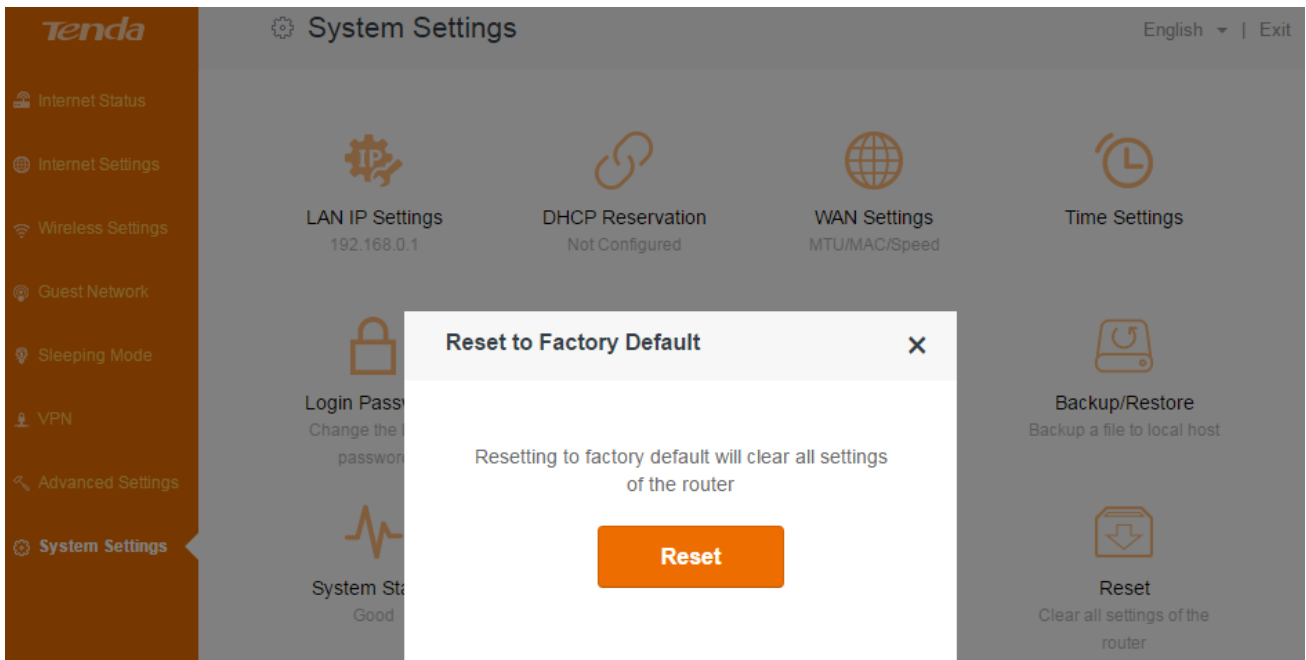 Tenda
System Settings
English | Exit
Internet Status
Internet Settings
Wireless Settings
Guest Network
Sleeping Mode
VPN
Advanced Settings
System Settings
IP
LAN IP Settings
192.168.0.1
DHCP Reservation
Not Configured
WAN Settings
MTU/MAC/Speed
Time Settings
Login
Change the
System
Good
Backup/Restore
Backup a file to local host
Reset
Clear all settings of the
router
Reset to Factory Default
Resetting to factory default will clear all settings
of the router
Reset